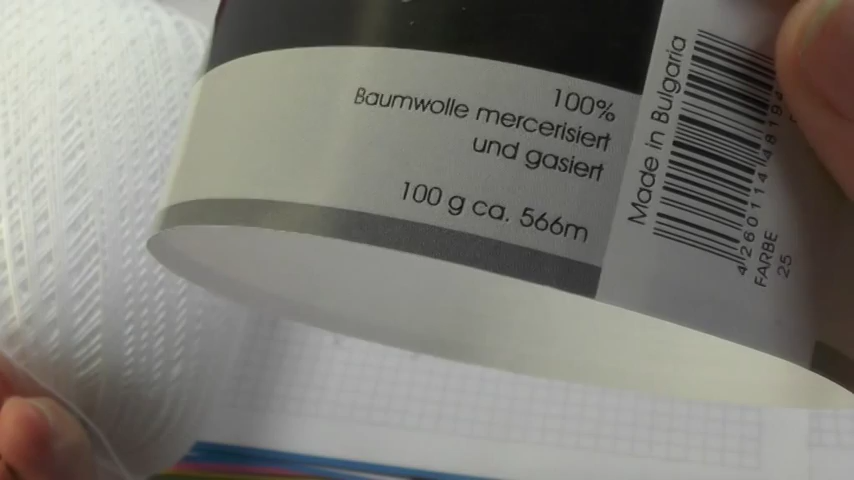 100%
Baumwolle mercerisiert
und gasiert
100 g ca. 566m
Made in Bulgaria
FARBE
25